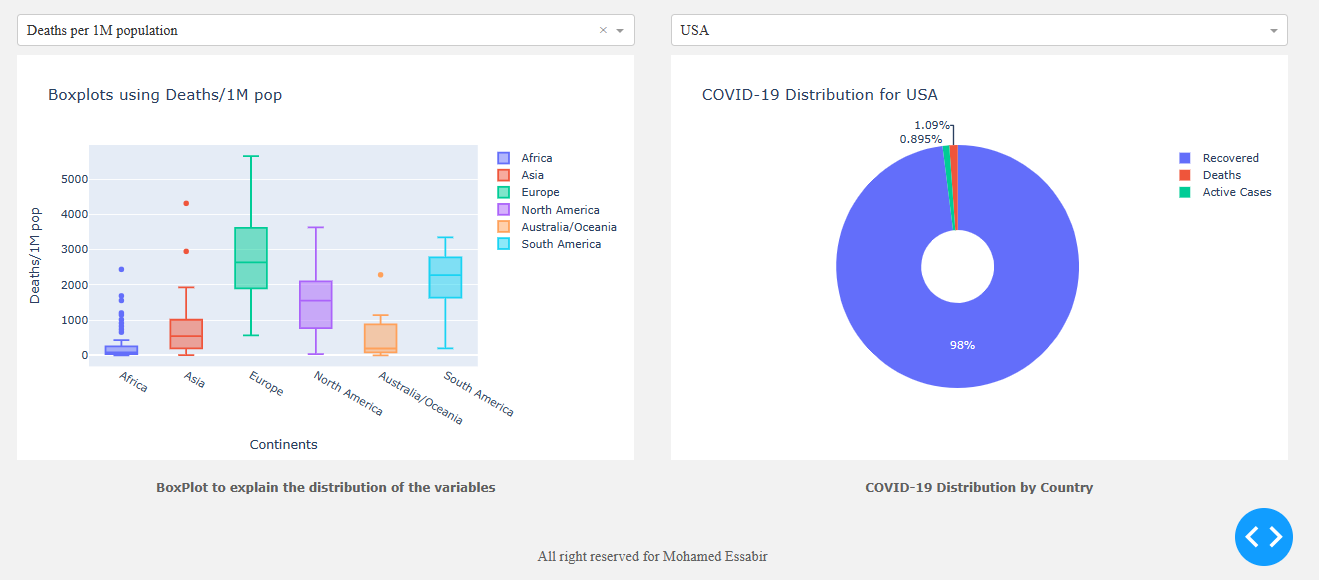 Deaths per 1M population
USA
Boxplots using Deaths/1M pop
Deaths/1M pop
5000
4000
3000
2000
1000
0
Africa
Asia
Europe
North America
Australia/Oceania
South America
Continents
Africa
Asia
Europe
North America
Australia/Oceania
South America
COVID-19 Distribution for USA
1.09%
0.895%
98%
Recovered
Deaths
Active Cases
BoxPlot to explain the distribution of the variables
COVID-19 Distribution by Country
All right reserved for Mohamed Essabir